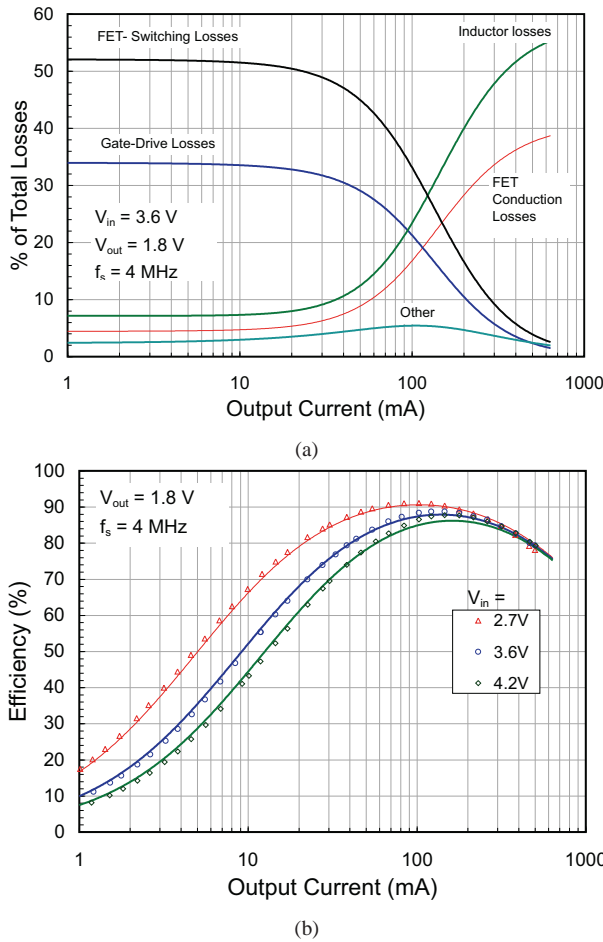 60
FET- Switching Losses
Inductor losses
50
40
Gate-Drive Losses
30
FET
Conduction
Losses
V_in = 3.6 V
V_out = 1.8 V
f_s = 4 MHz
20
10
Other
0
% of Total Losses
1 10 100 1000
Output Current (mA)
(a)
100
90
80
70
60
50
40
30
20
10
0
V_out = 1.8 V
f_s = 4 MHz
Efficiency (%)
V_in =
2.7V
3.6V
4.2V
1 10 100 1000
Output Current (mA)
(b)